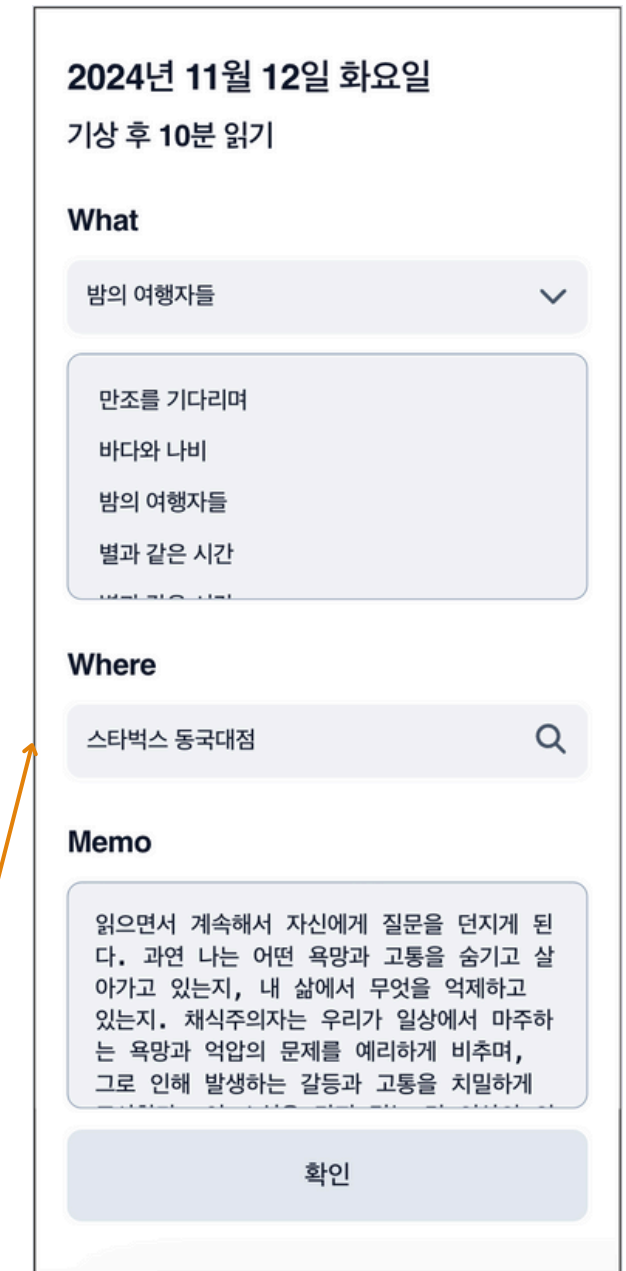 2024년 11월 12일 화요일
기상 후 10분 읽기
What
밤의 여행자들
만조를 기다리며
바다와 나비
밤의 여행자들
별과 같은 시간
Where
스타벅스 동국대점
Memo
읽으면서 계속해서 자신에게 질문을 던지게 된
다. 과연 나는 어떤 욕망과 고통을 숨기고 살
아가고 있는지, 내 삶에서 무엇을 억제하고
있는지. 채식주의자는 우리가 일상에서 마주하
는 욕망과 억압의 문제를 예리하게 비추며,
그로 인해 발생하는 갈등과 고통을 치밀하게
확인